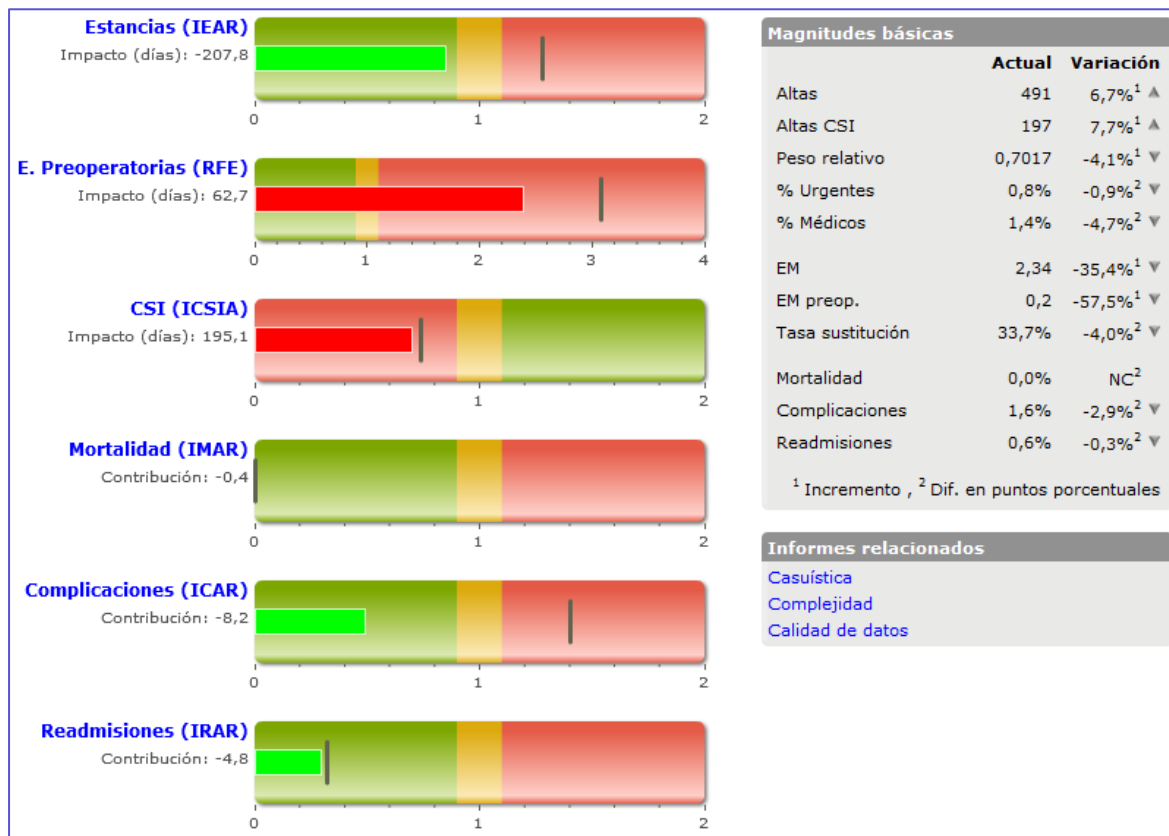 Estancias (IEAR)
Impacto (días): -207,8
0 1 2
E. Preoperatorias (RFE)
Impacto (días): 62,7
0 1 2 3 4
CSI (ICSIA)
Impacto (días): 195,1
0 1 2
Mortalidad (IMAR)
Contribución: -0,4
0 1 2
Complicaciones (ICAR)
Contribución: -8,2
0 1 2
Readmisiones (IRAR)
Contribución: -4,8
0 1 2
Magnitudes básicas
Actual Variación
Altas 491 6,7%¹ ▲
Altas CSI 197 7,7%¹ ▲
Peso relativo 0,7017 -4,1%¹ ▼
% Urgentes 0,8% -0,9%² ▼
% Médicos 1,4% -4,7%² ▼
EM 2,34 -35,4%¹ ▼
EM preop. 0,2 -57,5%¹ ▼
Tasa sustitución 33,7% -4,0%² ▼
Mortalidad 0,0% NC²
Complicaciones 1,6% -2,9%² ▼
Readmisiones 0,6% -0,3%² ▼
¹ Incremento , ² Dif. en puntos porcentuales
Informes relacionados
Casuística
Complejidad
Calidad de datos